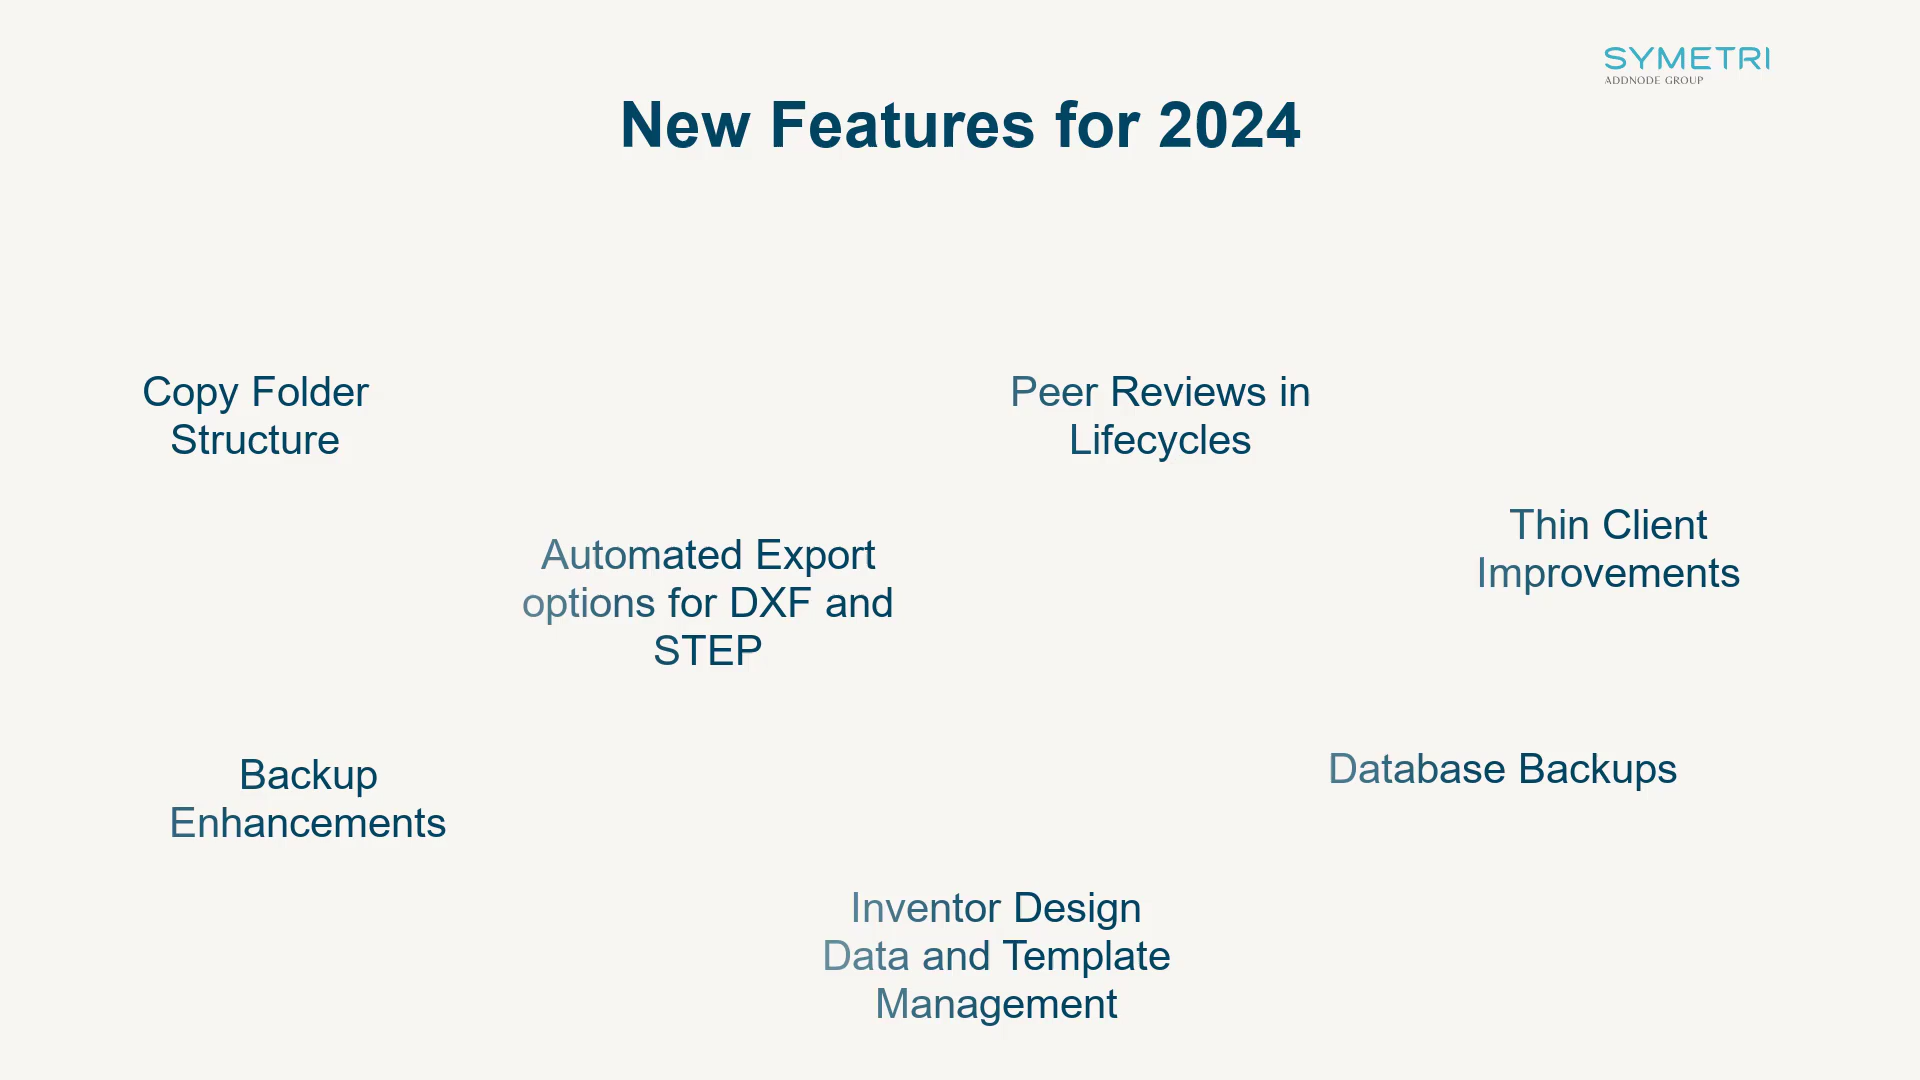 SYMETRI
ADDNODE GROUP
New Features for 2024
Copy Folder
Structure
Peer Reviews in
Lifecycles
Thin Client
Improvements
Automated Export
options for DXF and
STEP
Backup
Enhancements
Database Backups
Inventor Design
Data and Template
Management